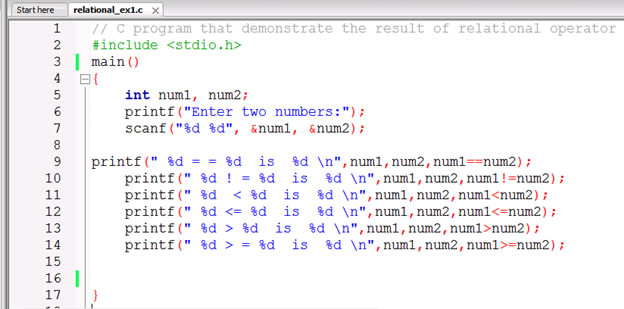 Start here relational_ex1.c
1 // C program that demonstrate the result of relational operator
2 #include <stdio.h>
3 main()
4 {
5 int num1, num2;
6 printf("Enter two numbers:");
7 scanf("%d %d", &num1, &num2);
8
9 printf(" %d = = %d  is  %d \n",num1,num2,num1==num2);
10 printf(" %d ! = %d  is  %d \n",num1,num2,num1!=num2);
11 printf(" %d  < %d  is  %d \n",num1,num2,num1<num2);
12 printf(" %d <= %d  is  %d \n",num1,num2,num1<=num2);
13 printf(" %d > %d  is  %d \n",num1,num2,num1>num2);
14 printf(" %d > = %d  is  %d \n",num1,num2,num1>=num2);
15
16
17 }